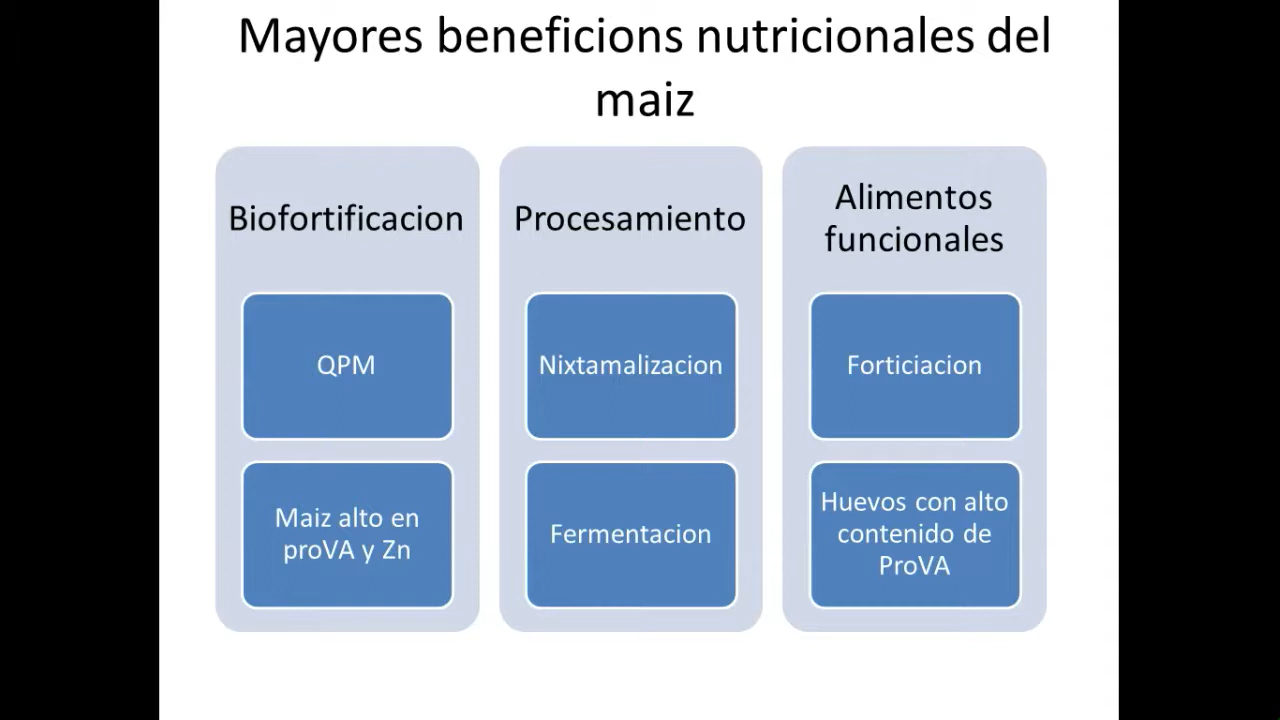 Mayores beneficions nutricionales del
maiz
Biofortificacion
QPM
Maiz alto en
proVA y Zn
Procesamiento
Nixtamalizacion
Fermentacion
Alimentos
funcionales
Forticiacion
Huevos con alto
contenido de
ProVA